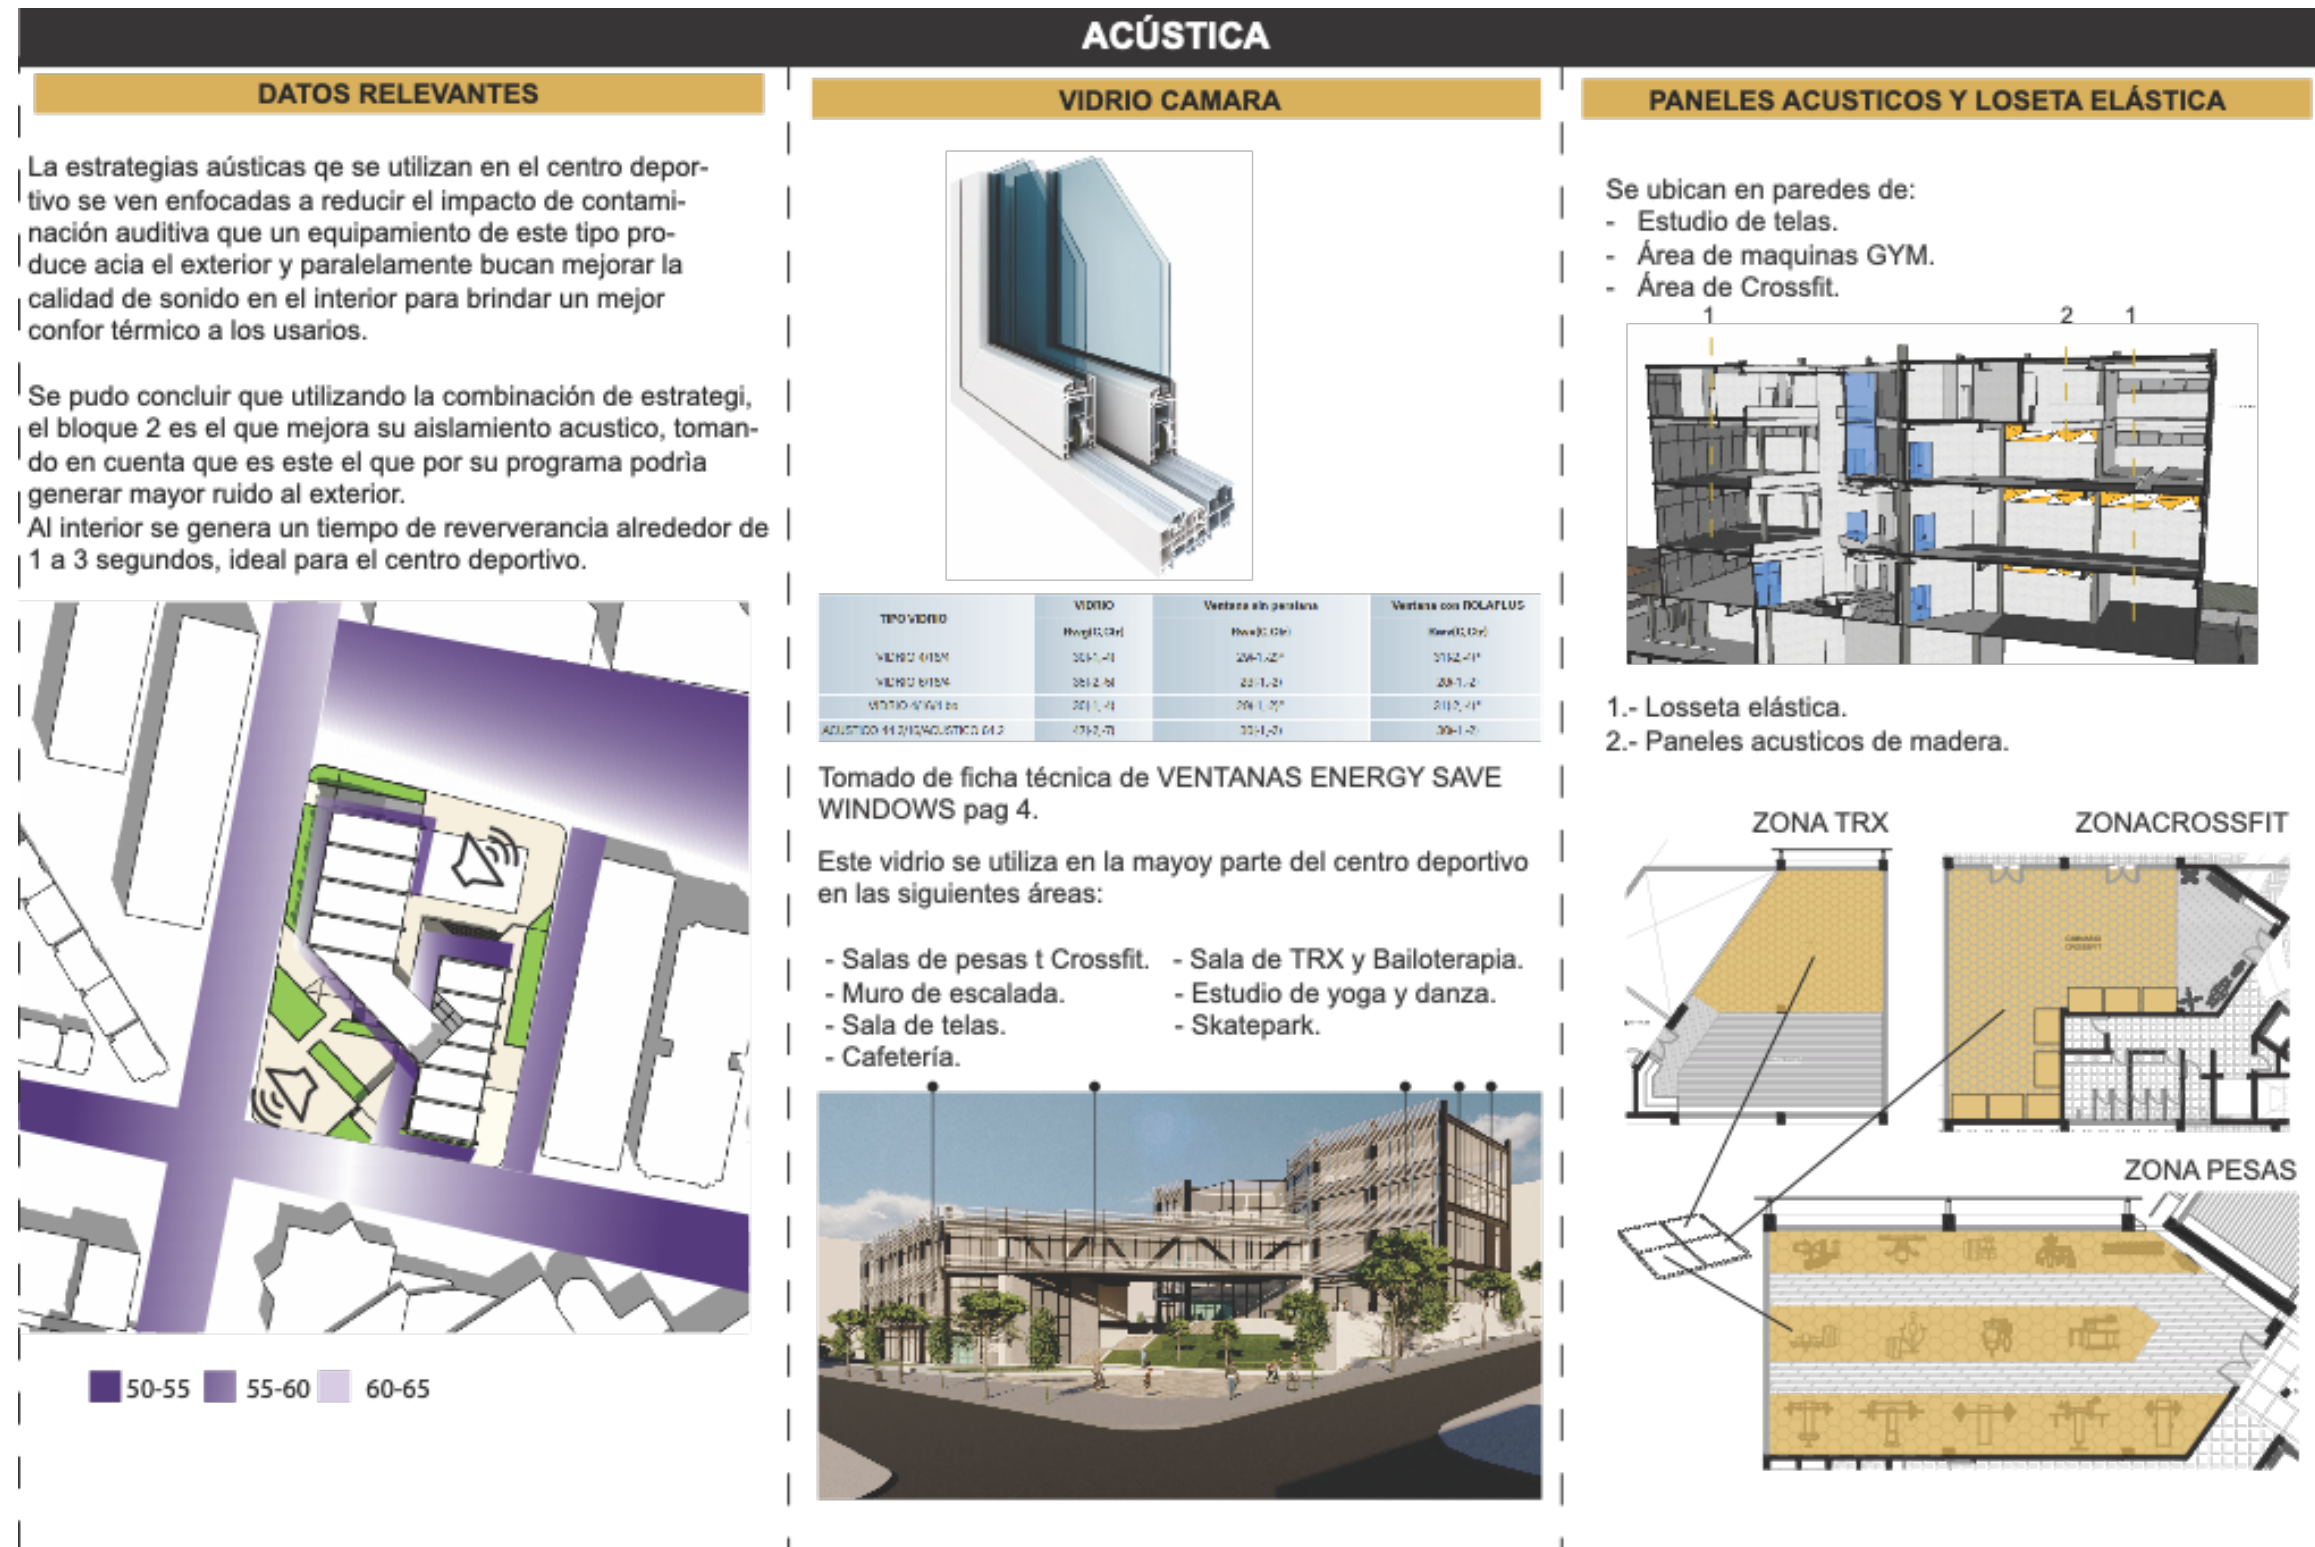 ACÚSTICA
DATOS RELEVANTES
La estrategias aústicas qe se utilizan en el centro depor-
tivo se ven enfocadas a reducir el impacto de contami-
nación auditiva que un equipamiento de este tipo pro-
duce acia el exterior y paralelamente bucan mejorar la
calidad de sonido en el interior para brindar un mejor
confor térmico a los usarios.
Se pudo concluir que utilizando la combinación de estrategi,
el bloque 2 es el que mejora su aislamiento acustico, toman-
do en cuenta que es este el que por su programa podrìa
generar mayor ruido al exterior.
Al interior se genera un tiempo de reververancia alrededor de
1 a 3 segundos, ideal para el centro deportivo.
50-55 55-60 60-65
VIDRIO CAMARA
TIPO VIDRIO
VIDRIO
Ventana sin persiana
Ventana con ROLAPLUS
VIDRIO 4/16/4
VIDRIO 6/16/4
Tomado de ficha técnica de VENTANAS ENERGY SAVE
WINDOWS pag 4.
Este vidrio se utiliza en la mayoy parte del centro deportivo
en las siguientes áreas:
- Salas de pesas t Crossfit.
- Muro de escalada.
- Sala de telas.
- Cafetería.
- Sala de TRX y Bailoterapia.
- Estudio de yoga y danza.
- Skatepark.
PANELES ACUSTICOS Y LOSETA ELÁSTICA
Se ubican en paredes de:
- Estudio de telas.
- Área de maquinas GYM.
- Área de Crossfit.
1 2 1
1.- Losseta elástica.
2.- Paneles acusticos de madera.
ZONA TRX
ZONACROSSFIT
ZONA PESAS